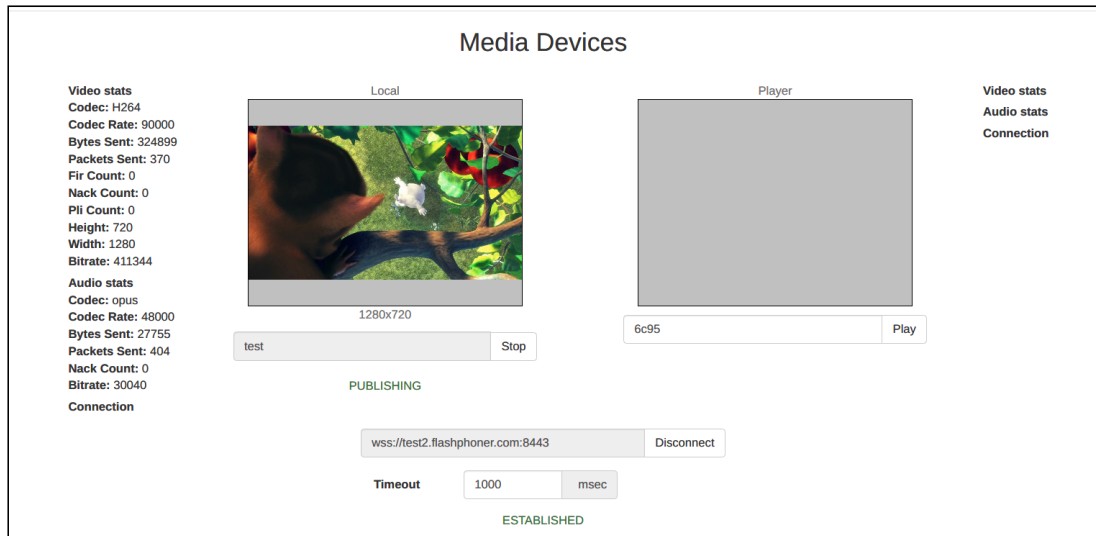 Media Devices
Video stats
Codec: H264
Codec Rate: 90000
Bytes Sent: 324899
Packets Sent: 370
Fir Count: 0
Nack Count: 0
Pli Count: 0
Height: 720
Width: 1280
Bitrate: 411344
Audio stats
Codec: opus
Codec Rate: 48000
Bytes Sent: 27755
Packets Sent: 404
Nack Count: 0
Bitrate: 30040
Connection
Local
1280x720
test Stop
PUBLISHING
Player
6c95 Play
Video stats
Audio stats
Connection
wss://test2.flashphoner.com:8443 Disconnect
Timeout 1000 msec
ESTABLISHED